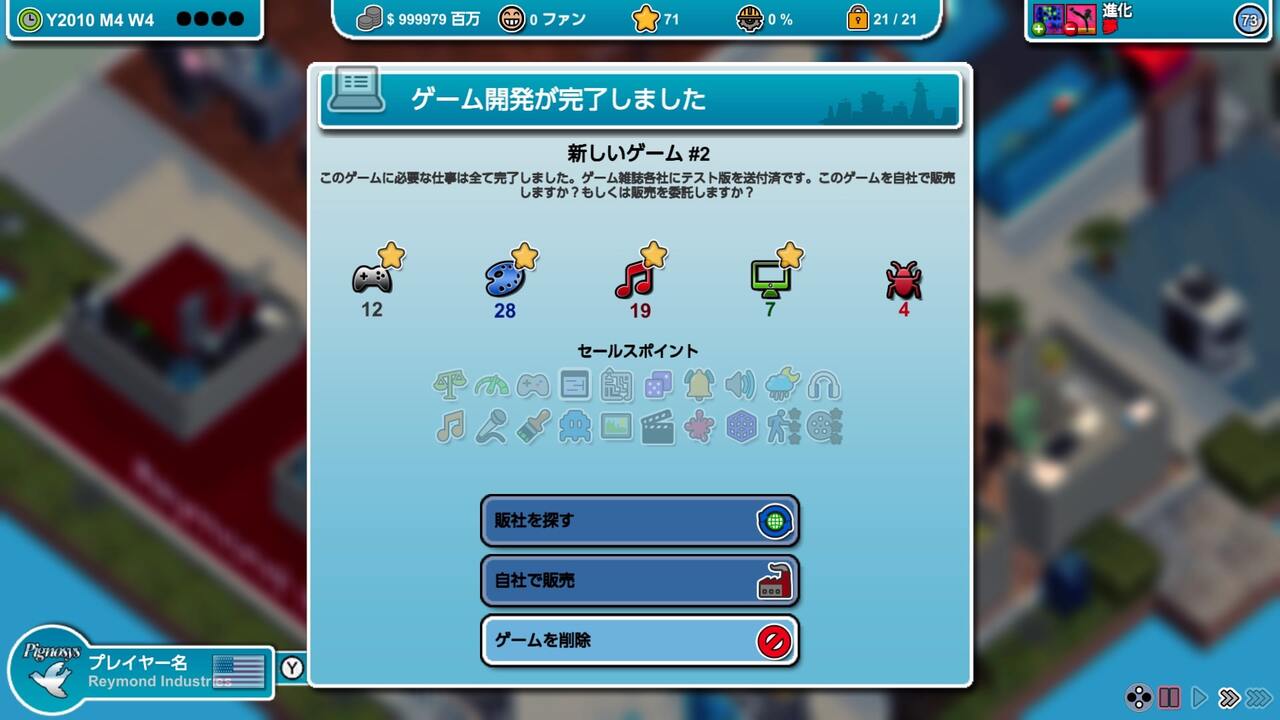 Y2010 M4 W4
$ 999979 百万
0 ファン
71
0 %
21 / 21
進化
73
ゲーム開発が完了しました
新しいゲーム #2
このゲームに必要な仕事は全て完了しました。ゲーム雑誌各社にテスト版を送付済です。このゲームを自社で販売
しますか？もしくは販売を委託しますか？
12
28
19
7
4
セールスポイント
販社を探す
自社で販売
ゲームを削除
Pignosys
プレイヤー名
Reymond Industries
Y